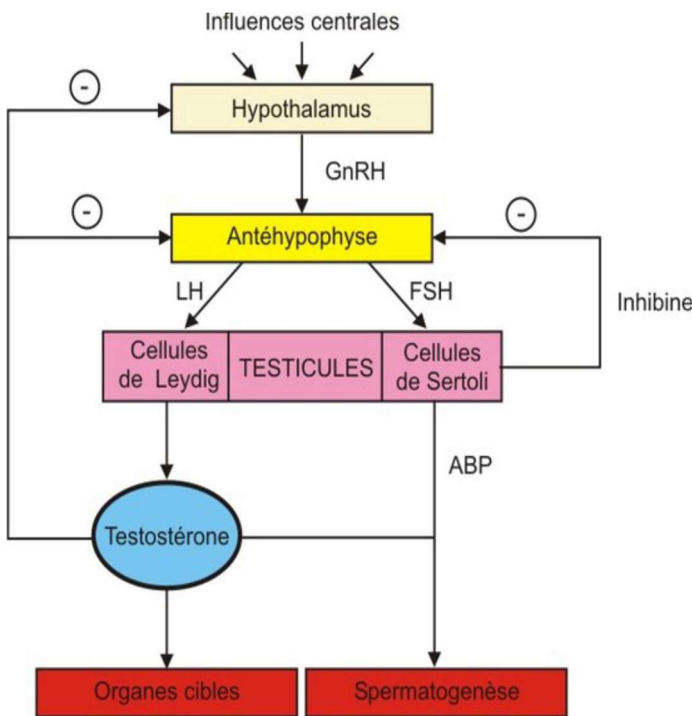 Influences centrales
-
Hypothalamus
GnRH
-
-
Antéhypophyse
LH
FSH
Inhibine
Cellules
de Leydig
TESTICULES
Cellules
de Sertoli
ABP
Testostérone
Organes cibles
Spermatogenèse